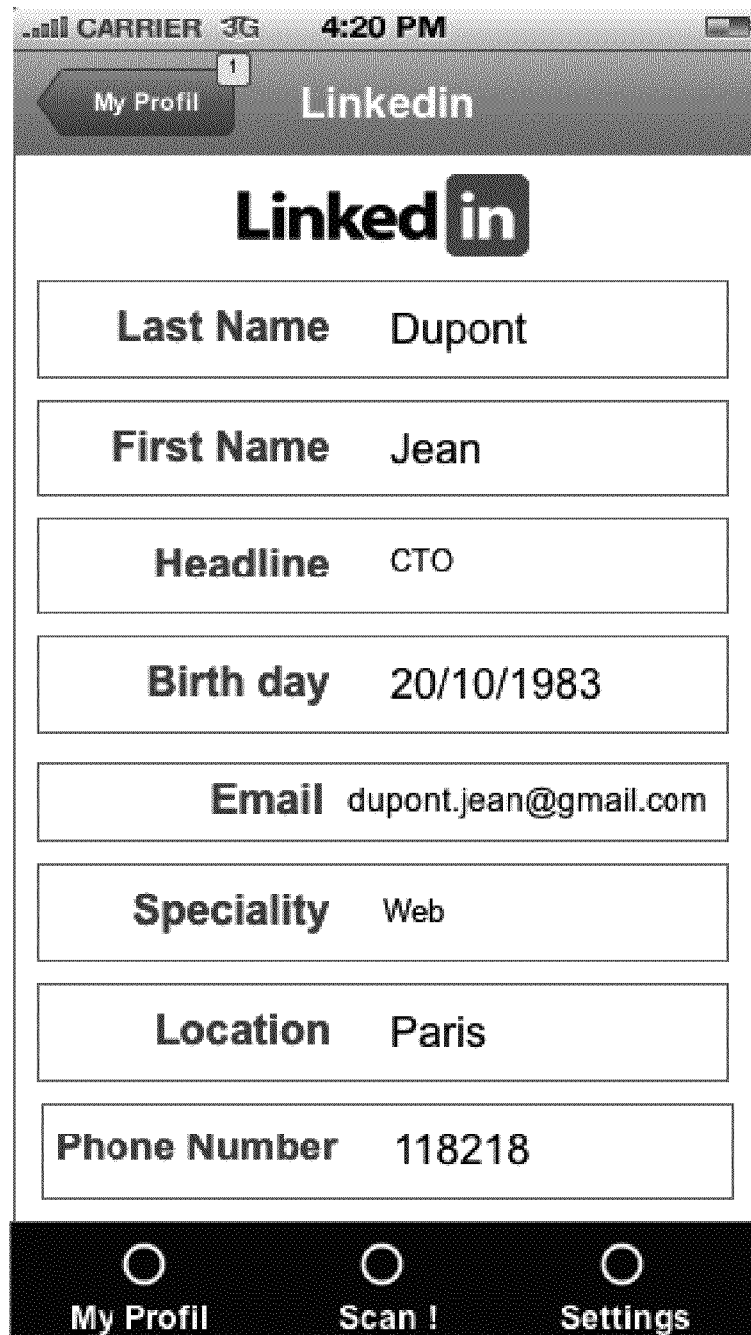 CARRIER 3G 4:20 PM
1
My Profil Linkedin
Linked in
Last Name Dupont
First Name Jean
Headline CTO
Birth day 20/10/1983
Email dupont.jean@gmail.com
Speciality Web
Location Paris
Phone Number 118218
My Profil Scan ! Settings